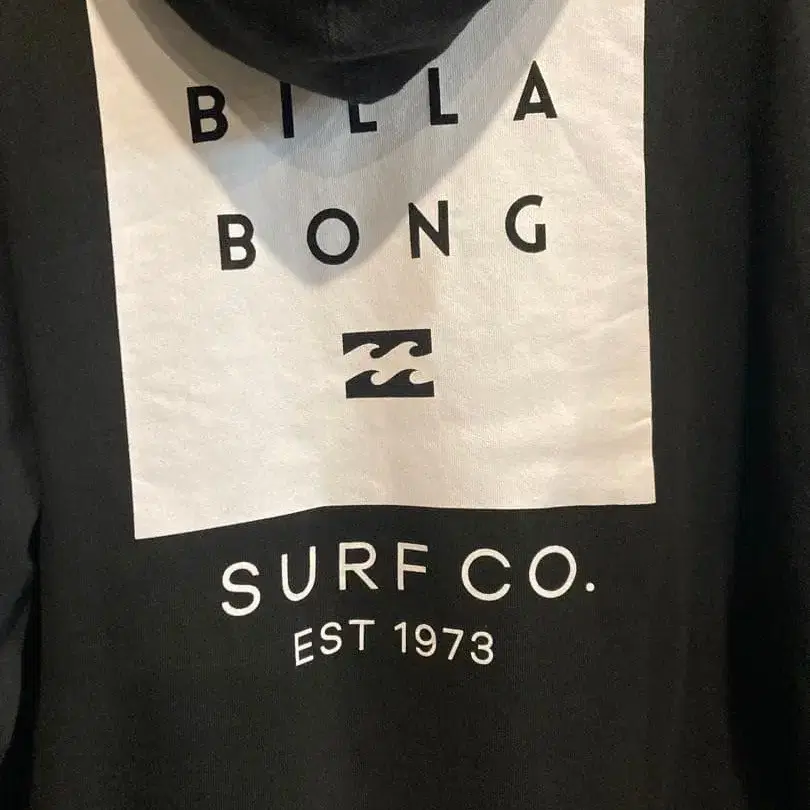 BILLA
BONG
SURF CO.
EST 1973